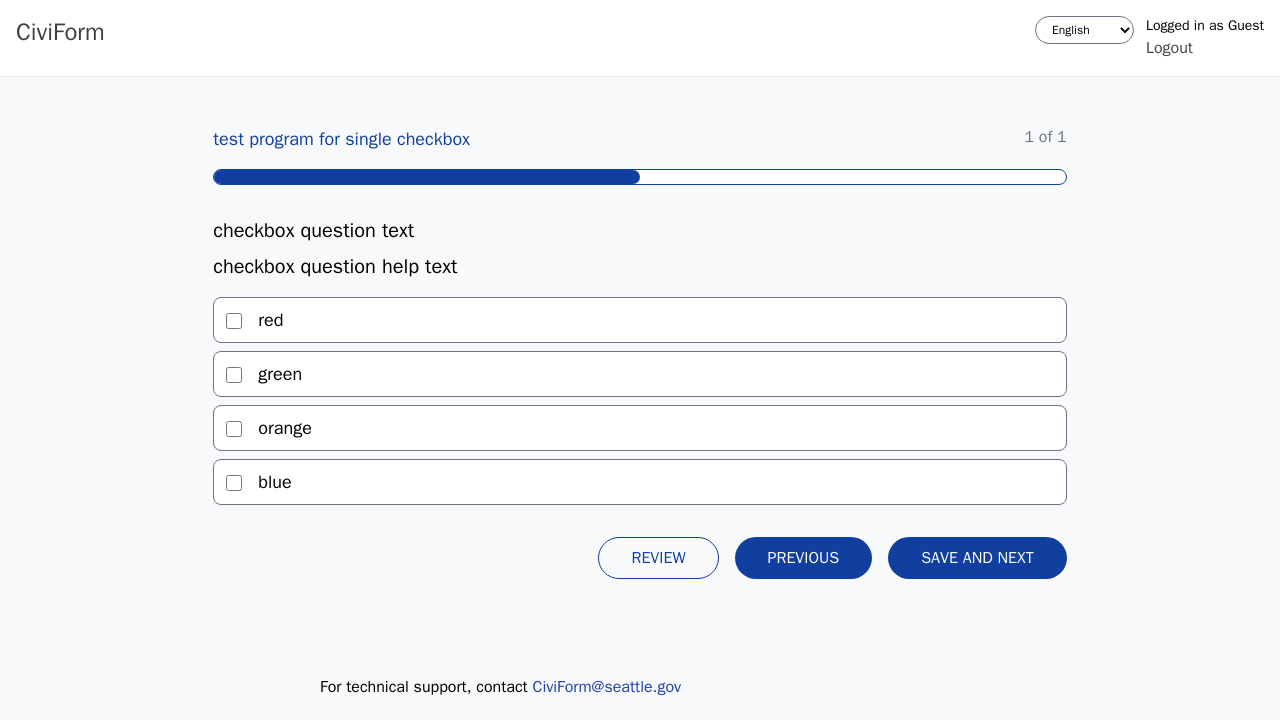 CiviForm
English
Logged in as Guest
Logout
test program for single checkbox
1 of 1
checkbox question text
checkbox question help text
red
green
orange
blue
REVIEW
PREVIOUS
SAVE AND NEXT
For technical support, contact CiviForm@seattle.gov